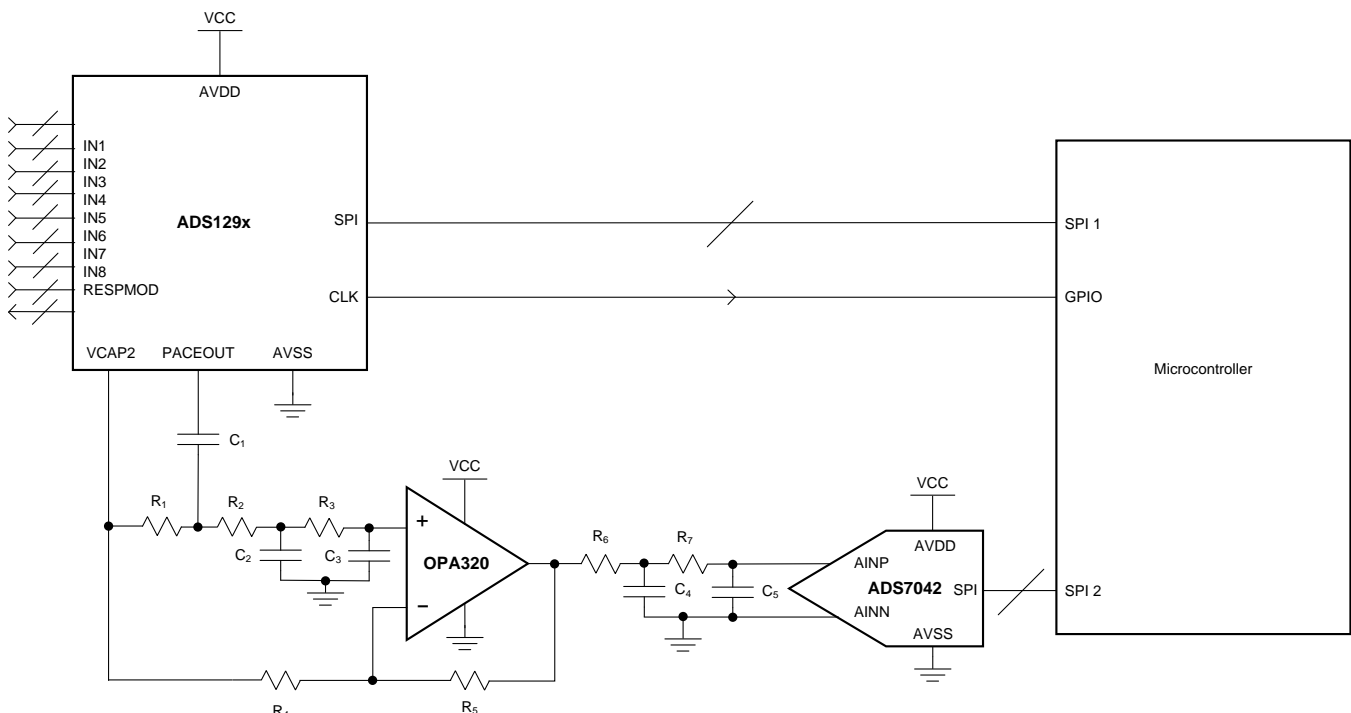 VCC
AVDD
IN1
IN2
IN3
IN4
IN5
IN6
IN7
IN8
RESPMOD
ADS129x
SPI
CLK
VCAP2 PACEOUT AVSS
SPI 1
GPIO
Microcontroller
SPI 2
C₁
R₁ R₂ R₃
C₂ C₃
VCC
+
OPA320
−
R₆ R₇
C₄ C₅
VCC
AVDD
AINP
ADS7042 SPI
AINN
AVSS
R₅